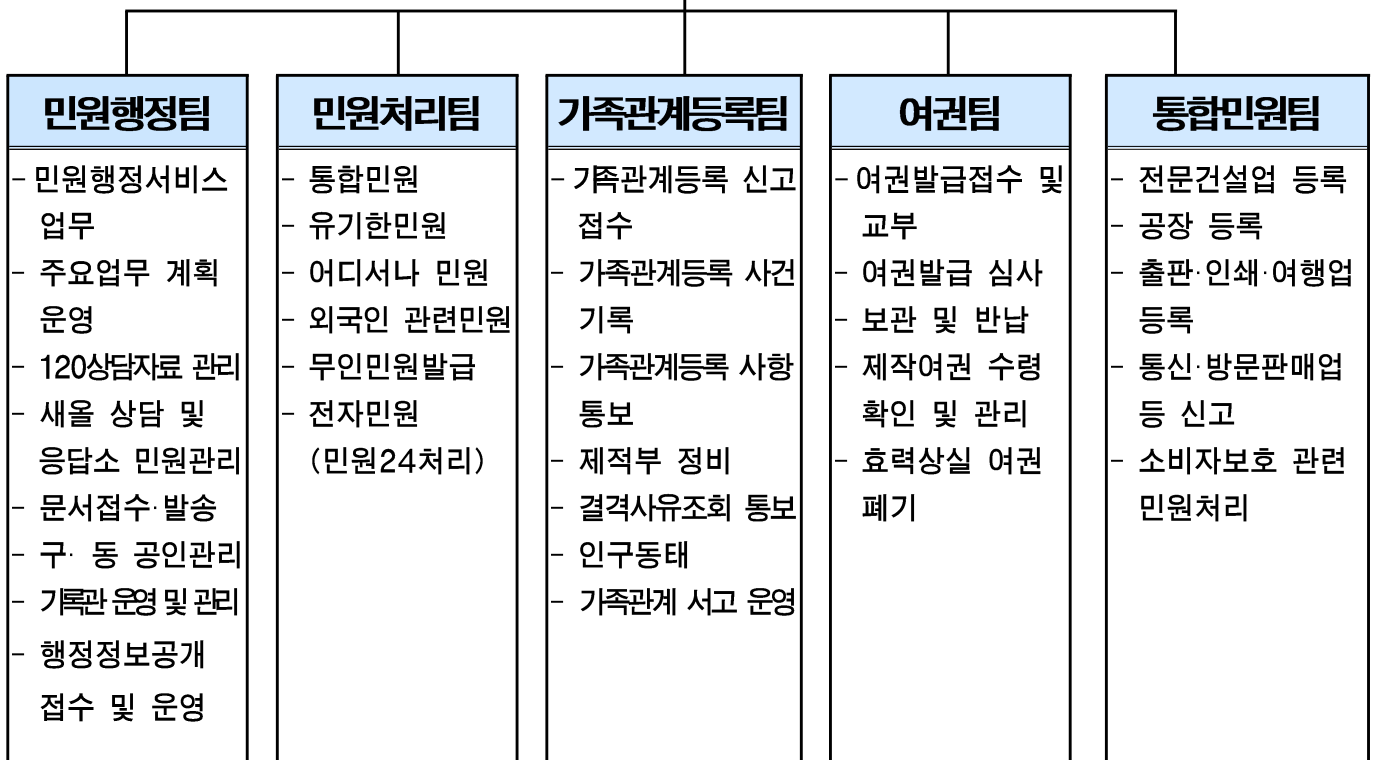 민원행정팀
- 민원행정서비스
업무
- 주요업무 계획
운영
- 120상담자료 관리
- 새올 상담 및
응답소 민원관리
- 문서접수·발송
- 구· 동 공인관리
- 기록관 운영 및 관리
- 행정정보공개
접수 및 운영
민원처리팀
- 통합민원
- 유기한민원
- 어디서나 민원
- 외국인 관련민원
- 무인민원발급
- 전자민원
(민원24처리)
가족관계등록팀
- 가족관계등록 신고
접수
- 가족관계등록 사건
기록
- 가족관계등록 사항
통보
- 제적부 정비
- 결격사유조회 통보
- 인구동태
- 가족관계 서고 운영
여권팀
- 여권발급접수 및
교부
- 여권발급 심사
- 보관 및 반납
- 제작여권 수령
확인 및 관리
- 효력상실 여권
폐기
통합민원팀
- 전문건설업 등록
- 공장 등록
- 출판·인쇄·여행업
등록
- 통신·방문판매업
등 신고
- 소비자보호 관련
민원처리